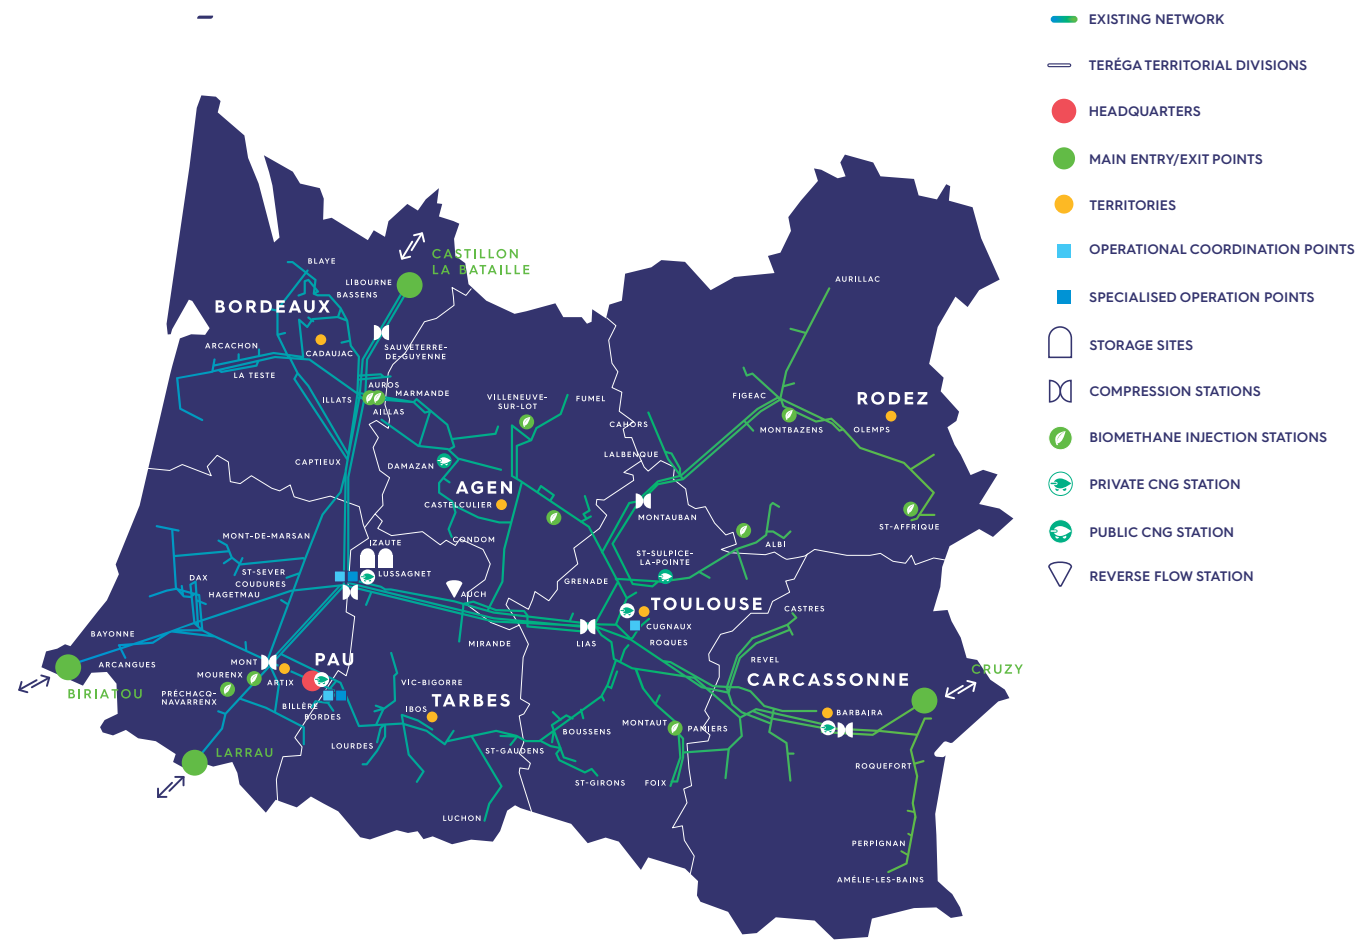 EXISTING NETWORK
TERÉGA TERRITORIAL DIVISIONS
HEADQUARTERS
MAIN ENTRY/EXIT POINTS
TERRITORIES
OPERATIONAL COORDINATION POINTS
SPECIALISED OPERATION POINTS
STORAGE SITES
COMPRESSION STATIONS
BIOMETHANE INJECTION STATIONS
PRIVATE CNG STATION
PUBLIC CNG STATION
REVERSE FLOW STATION
CASTILLON
LA BATAILLE
BLAYE
LIBOURNE
BASSENS
BORDEAUX
CADAUJAC
ARCACHON
LA TESTE
SAUVETERRE-
DE-GUYENNE
AUROS
MARMANDE
ILLATS
AILLAS
VILLENEUVE-
SUR-LOT
FUMEL
CAPTIEUX
DAMAZAN
AGEN
CASTELCULIER
CONDOM
CAHORS
LALBENQUE
MONTAUBAN
AURILLAC
FIGEAC
RODEZ
MONTBAZENS
OLEMPS
ST-AFFRIQUE
ALBI
MONT-DE-MARSAN
IZAUTE
LUSSAGNET
ST-SEVER
COUDURES
DAX
HAGETMAU
AUCH
MIRANDE
GRENADE
ST-SULPICE-
LA-POINTE
TOULOUSE
CUGNAUX
LIAS
ROQUES
CASTRES
REVEL
BAYONNE
ARCANGUES
BIRIATOU
MONT
MOURENX
ARTIX
PAU
PRÉCHACQ-
NAVARRENX
BILLÈRE
BORDES
LARRAU
LOURDES
VIC-BIGORRE
IBOS
TARBES
ST-GAUDENS
LUCHON
BOUSSENS
ST-GIRONS
MONTAUT
PAMIERS
FOIX
CARCASSONNE
BARBAIRA
CRUZY
ROQUEFORT
PERPIGNAN
AMÉLIE-LES-BAINS